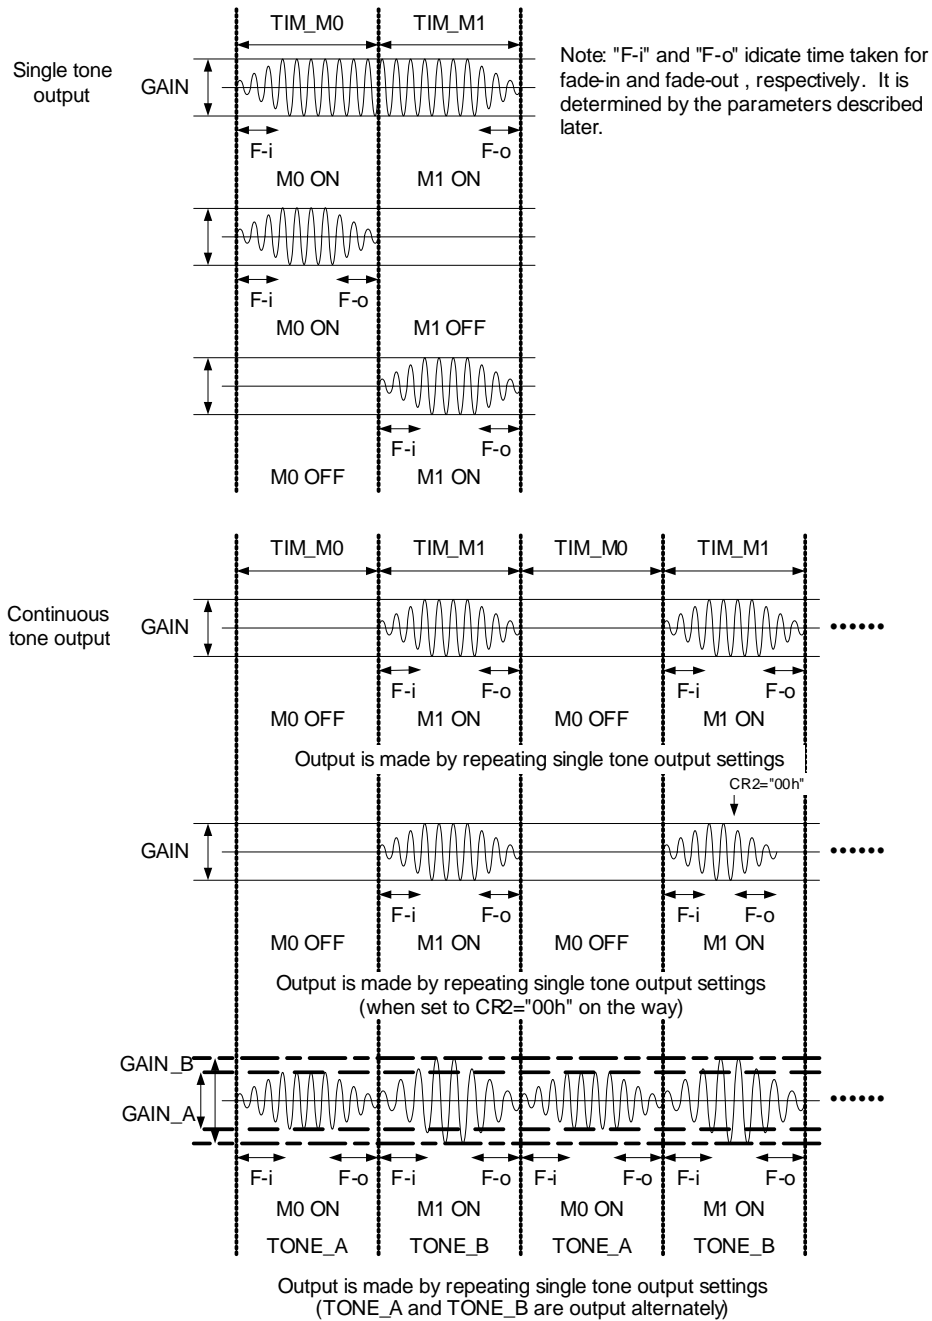 TIM_M0 TIM_M1
Note: "F-i" and "F-o" idicate time taken for
fade-in and fade-out , respectively. It is
determined by the parameters described
later.
Single tone
output
GAIN
F-i F-o
M0 ON M1 ON
F-i F-o
M0 ON M1 OFF
F-i F-o
M0 OFF M1 ON
TIM_M0 TIM_M1 TIM_M0 TIM_M1
Continuous
tone output
GAIN
••••••
F-i F-o F-i F-o
M0 OFF M1 ON M0 OFF M1 ON
Output is made by repeating single tone output settings
CR2="00h"
GAIN
••••••
F-i F-o F-i F-o
M0 OFF M1 ON M0 OFF M1 ON
Output is made by repeating single tone output settings
(when set to CR2="00h" on the way)
GAIN_B
GAIN_A
••••••
F-i F-o F-i F-o F-i F-o F-i F-o
M0 ON M1 ON M0 ON M1 ON
TONE_A TONE_B TONE_A TONE_B
Output is made by repeating single tone output settings
(TONE_A and TONE_B are output alternately)